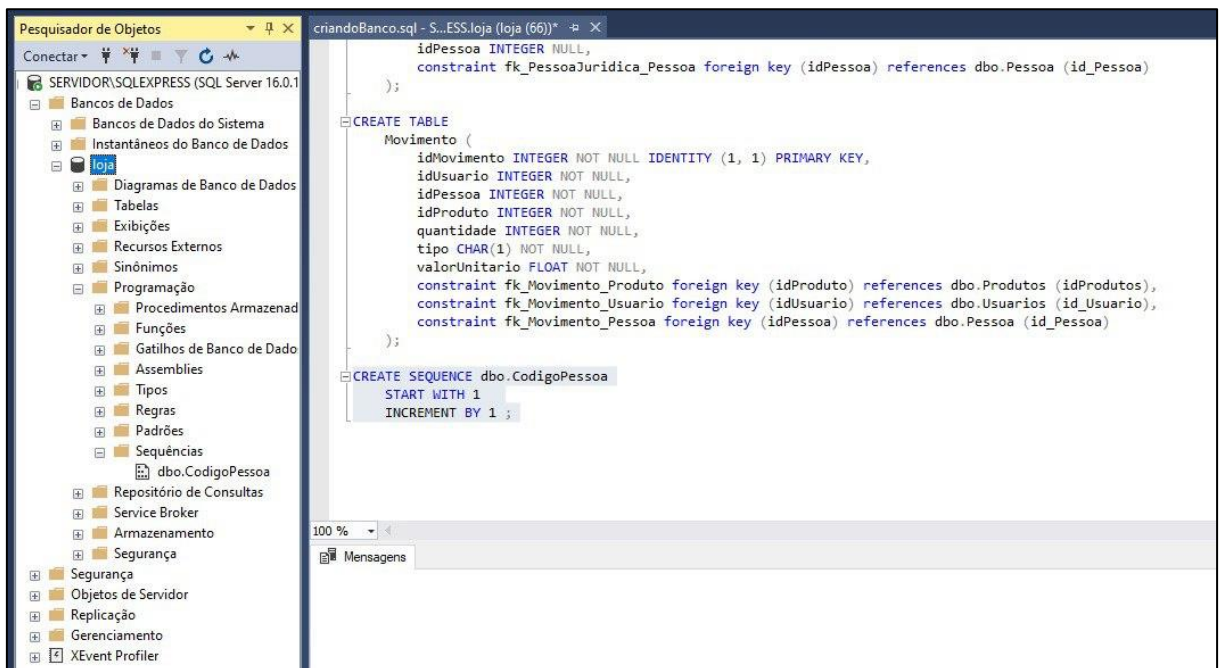 Pesquisador de Objetos
Conectar
SERVIDOR\SQLEXPRESS (SQL Server 16.0.1
Bancos de Dados
Bancos de Dados do Sistema
Instantâneos do Banco de Dados
loja
Diagramas de Banco de Dados
Tabelas
Exibições
Recursos Externos
Sinônimos
Programação
Procedimentos Armazenad
Funções
Gatilhos de Banco de Dado
Assemblies
Tipos
Regras
Padrões
Sequências
dbo.CodigoPessoa
Repositório de Consultas
Service Broker
Armazenamento
Segurança
Segurança
Objetos de Servidor
Replicação
Gerenciamento
XEvent Profiler
criandoBanco.sql - S...ESS.loja (loja (66))*
idPessoa INTEGER NULL,
constraint fk_PessoaJuridica_Pessoa foreign key (idPessoa) references dbo.Pessoa (id_Pessoa)
);
CREATE TABLE
Movimento (
idMovimento INTEGER NOT NULL IDENTITY (1, 1) PRIMARY KEY,
idUsuario INTEGER NOT NULL,
idPessoa INTEGER NOT NULL,
idProduto INTEGER NOT NULL,
quantidade INTEGER NOT NULL,
tipo CHAR(1) NOT NULL,
valorUnitario FLOAT NOT NULL,
constraint fk_Movimento_Produto foreign key (idProduto) references dbo.Produtos (idProdutos),
constraint fk_Movimento_Usuario foreign key (idUsuario) references dbo.Usuarios (id_Usuario),
constraint fk_Movimento_Pessoa foreign key (idPessoa) references dbo.Pessoa (id_Pessoa)
);
CREATE SEQUENCE dbo.CodigoPessoa
START WITH 1
INCREMENT BY 1 ;
100 %
Mensagens